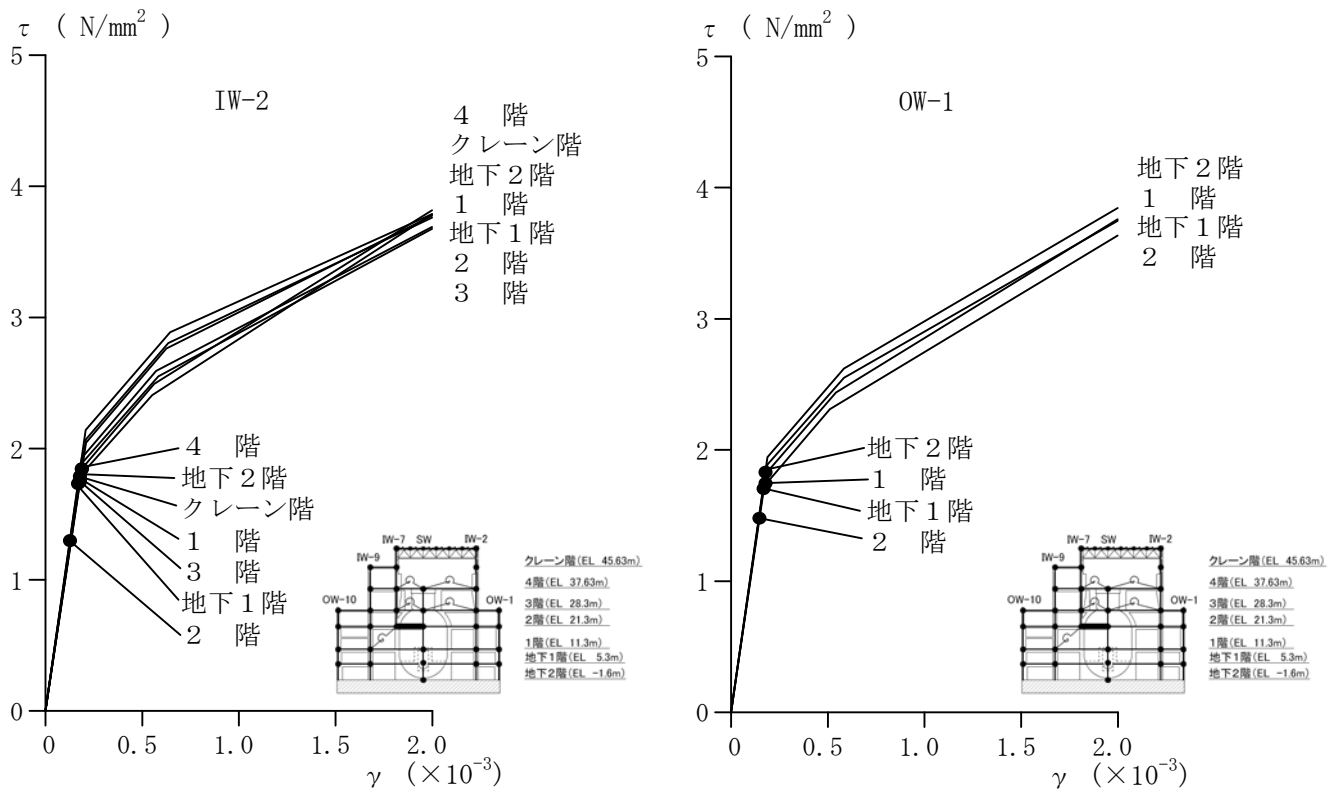 τ ( N/mm² )
IW-2
5
4
3
2
1
0
4 階
クレーン階
地下２階
1 階
地下１階
2 階
3 階
4 階
地下２階
クレーン階
1 階
3 階
地下１階
2 階
IW-7 SW IW-2
IW-9
OW-10 OW-1
クレーン階(EL 45.63m)
4階(EL 37.63m)
3階(EL 28.3m)
2階(EL 21.3m)
1階(EL 11.3m)
地下1階(EL 5.3m)
地下2階(EL -1.6m)
0 0.5 1.0 1.5 2.0
γ (×10⁻³)
τ ( N/mm² )
OW-1
5
4
3
2
1
0
地下２階
1 階
地下１階
2 階
地下２階
1 階
地下１階
2 階
IW-7 SW IW-2
IW-9
OW-10 OW-1
クレーン階(EL 45.63m)
4階(EL 37.63m)
3階(EL 28.3m)
2階(EL 21.3m)
1階(EL 11.3m)
地下1階(EL 5.3m)
地下2階(EL -1.6m)
0 0.5 1.0 1.5 2.0
γ (×10⁻³)